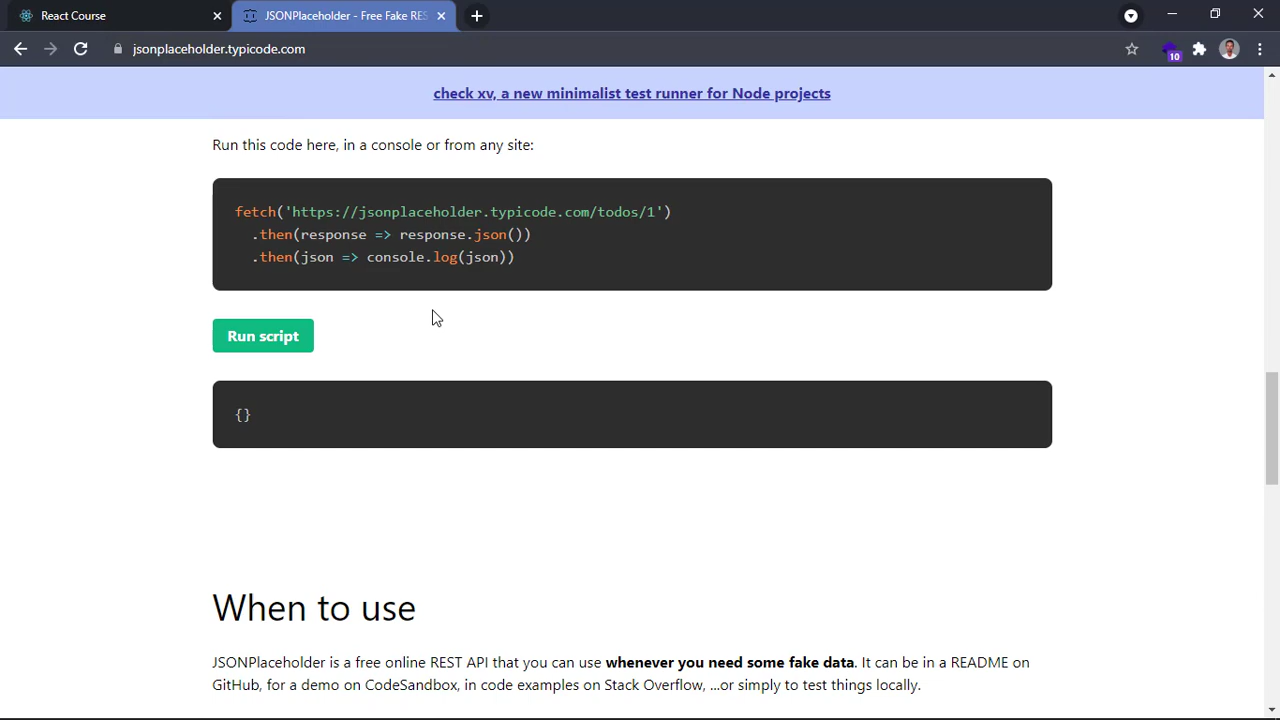 React Course
JSONPlaceholder - Free Fake RES
jsonplaceholder.typicode.com
10
check xv, a new minimalist test runner for Node projects
Run this code here, in a console or from any site:
fetch('https://jsonplaceholder.typicode.com/todos/1')
.then(response => response.json())
.then(json => console.log(json))
Run script
{}
When to use
JSONPlaceholder is a free online REST API that you can use whenever you need some fake data. It can be in a README on
GitHub, for a demo on CodeSandbox, in code examples on Stack Overflow, ...or simply to test things locally.